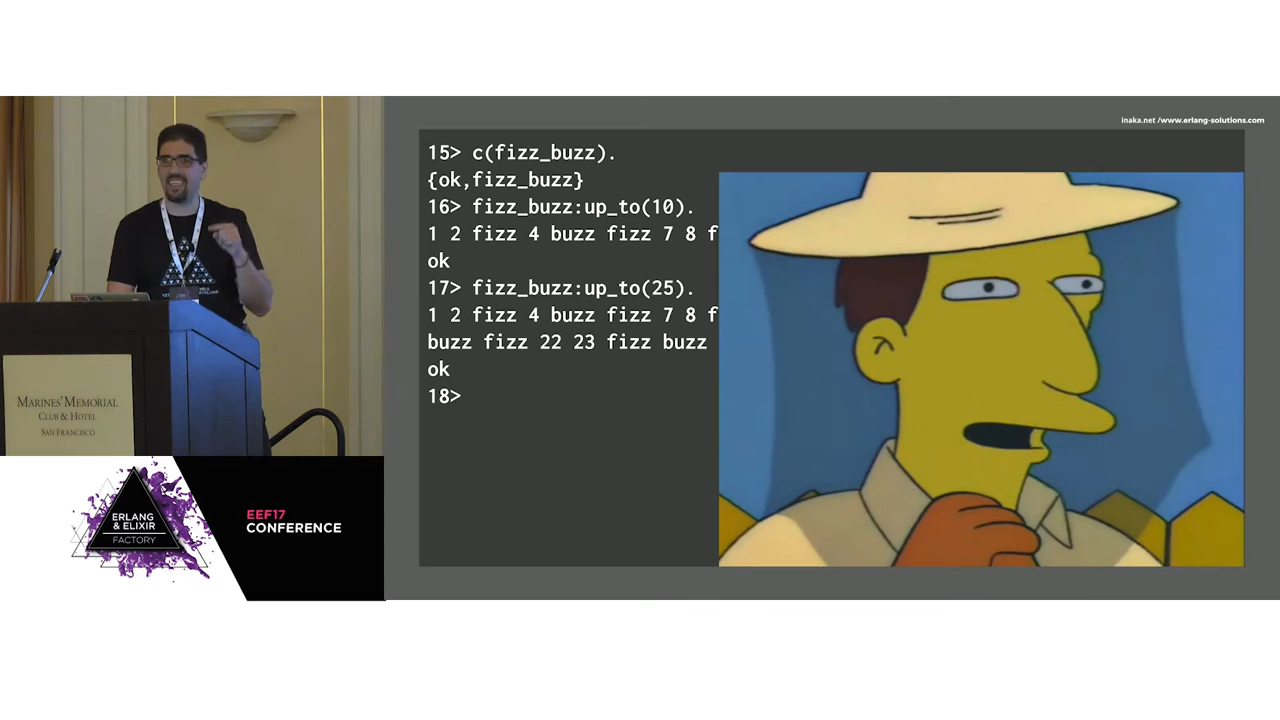 inaka.net /www.erlang-solutions.com
15> c(fizz_buzz).
{ok,fizz_buzz}
16> fizz_buzz:up_to(10).
1 2 fizz 4 buzz fizz 7 8 f
ok
17> fizz_buzz:up_to(25).
1 2 fizz 4 buzz fizz 7 8 f
buzz fizz 22 23 fizz buzz
ok
18>
MARINES' MEMORIAL
CLUB & HOTEL
SAN FRANCISCO
ERLANG
& ELIXIR
FACTORY
EEF17
CONFERENCE